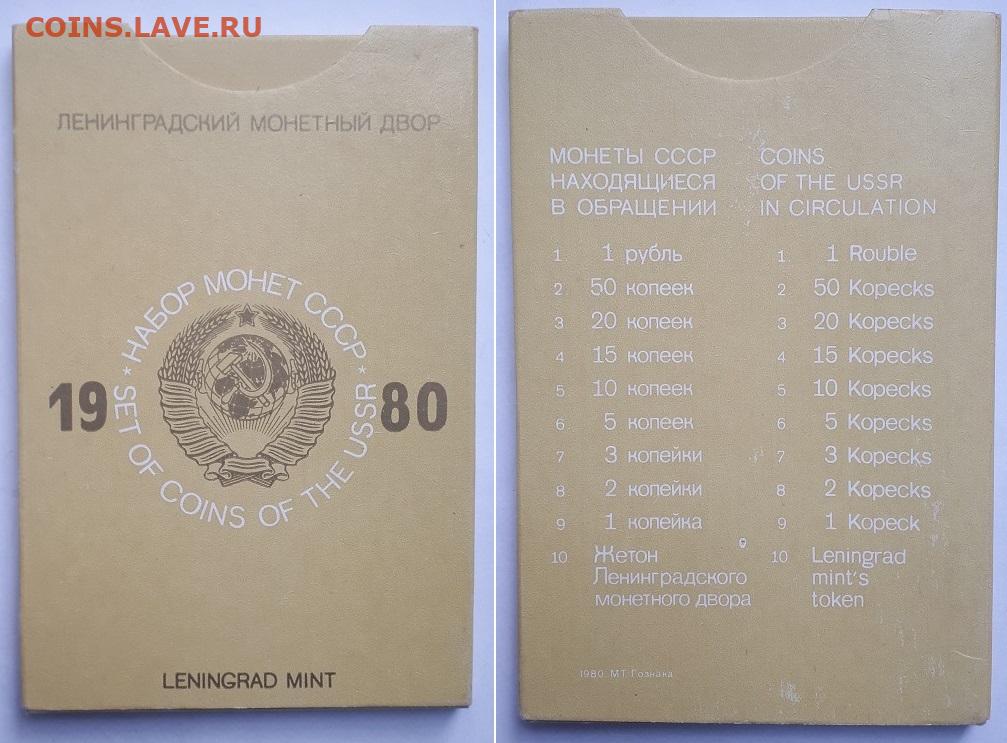 COINS.LAVE.RU
ЛЕНИНГРАДСКИЙ МОНЕТНЫЙ ДВОР
* НАБОР МОНЕТ СССР *
19 80
SET OF COINS OF THE USSR
LENINGRAD MINT
МОНЕТЫ СССР
НАХОДЯЩИЕСЯ
В ОБРАЩЕНИИ
1. 1 рубль
2. 50 копеек
3 20 копеек
4 15 копеек
5 10 копеек
6. 5 копеек
7 3 копейки
8 2 копейки
9 1 копейка
10 Жетон
Ленинградского
монетного двора
COINS
OF THE USSR
IN CIRCULATION
1. 1 Rouble
2 50 Kopecks
3 20 Kopecks
4 15 Kopecks
5 10 Kopecks
6 5 Kopecks
7 3 Kopecks
8 2 Kopecks
9 1 Kopeck
10 Leningrad
mint's
token
1980. МТ Гознака